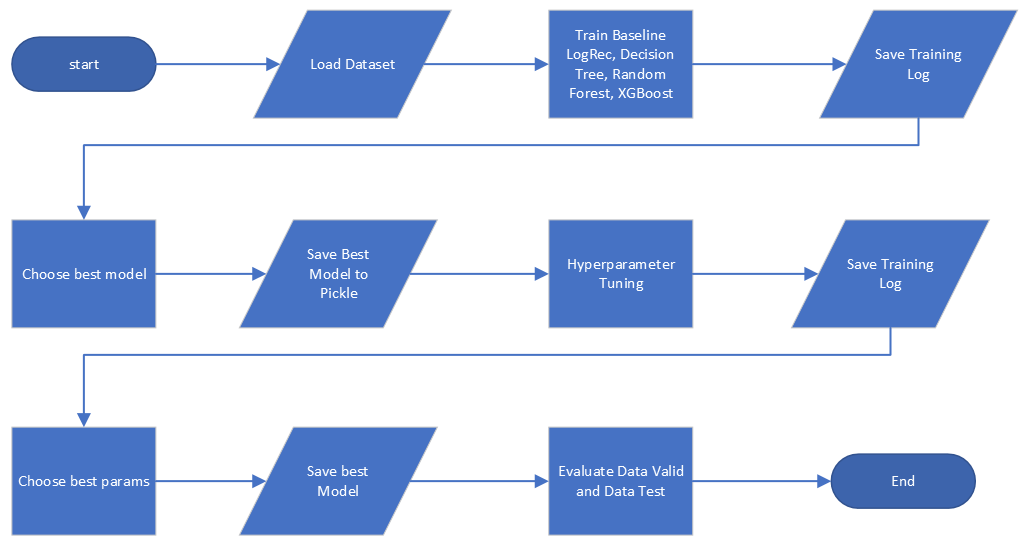 start
Load Dataset
Train Baseline
LogRec, Decision
Tree, Random
Forest, XGBoost
Save Training
Log
Choose best model
Save Best
Model to
Pickle
Hyperparameter
Tuning
Save Training
Log
Choose best params
Save best
Model
Evaluate Data Valid
and Data Test
End